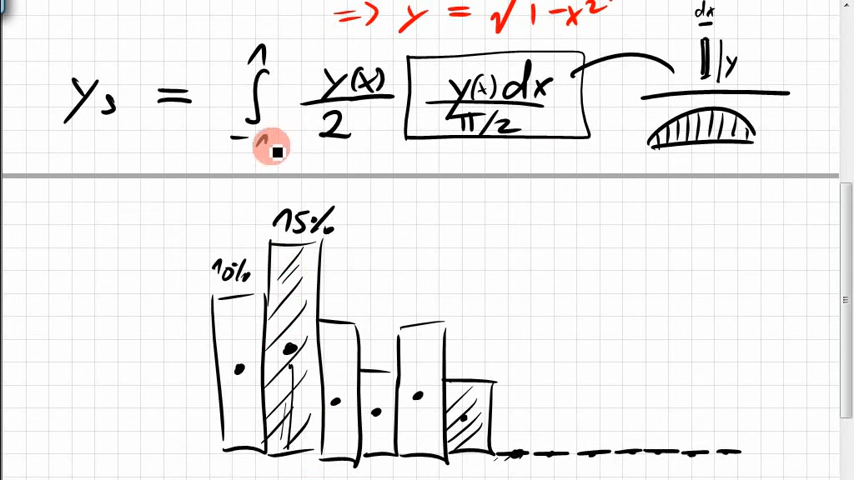 => y = √1-x²
dx
y
y_s = ∫_{-1}^{1} y(x)/2 y(x)dx/π/2
15%
10%